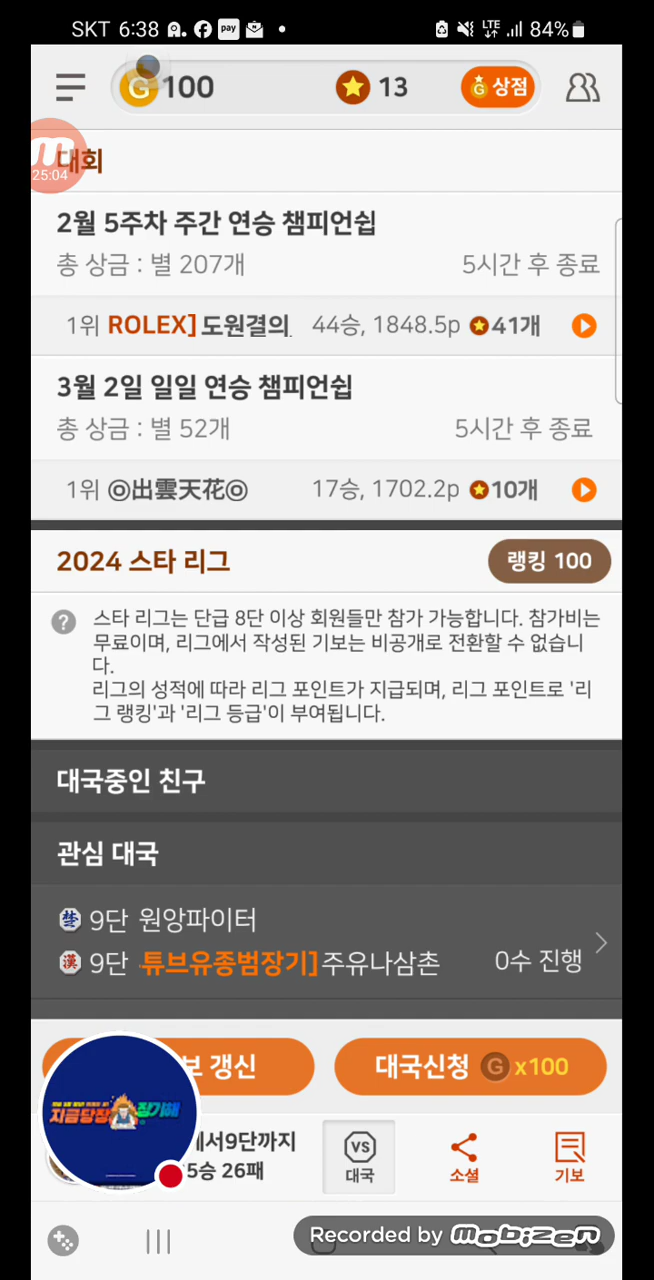 SKT 6:38 pay LTE 84%
G 100 13 G 상점
대회
25:04
2월 5주차 주간 연승 챔피언쉽
총 상금 : 별 207개 5시간 후 종료
1위 ROLEX]도원결의 44승, 1848.5p 41개
3월 2일 일일 연승 챔피언쉽
총 상금 : 별 52개 5시간 후 종료
1위 ◎出雲天花◎ 17승, 1702.2p 10개
2024 스타 리그 랭킹 100
? 스타 리그는 단급 8단 이상 회원들만 참가 가능합니다. 참가비는
무료이며, 리그에서 작성된 기보는 비공개로 전환할 수 없습니
다.
리그의 성적에 따라 리그 포인트가 지급되며, 리그 포인트로 '리
그 랭킹'과 '리그 등급'이 부여됩니다.
대국중인 친구
관심 대국
楚 9단 원앙파이터
漢 9단 튜브유종범장기]주유나삼촌 0수 진행
보 갱신 대국신청 G x100
지금당장 장기해
에서9단까지 VS
5승 26패 대국 소셜 기보
Recorded by mobizen